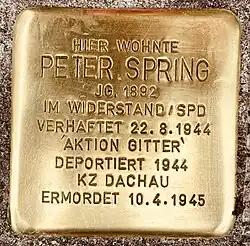 HIER WOHNTE
PETER SPRING
JG. 1892
IM WIDERSTAND/SPD
VERHAFTET 22.8.1944
'AKTION GITTER'
DEPORTIERT 1944
KZ DACHAU
ERMORDET 10.4.1945